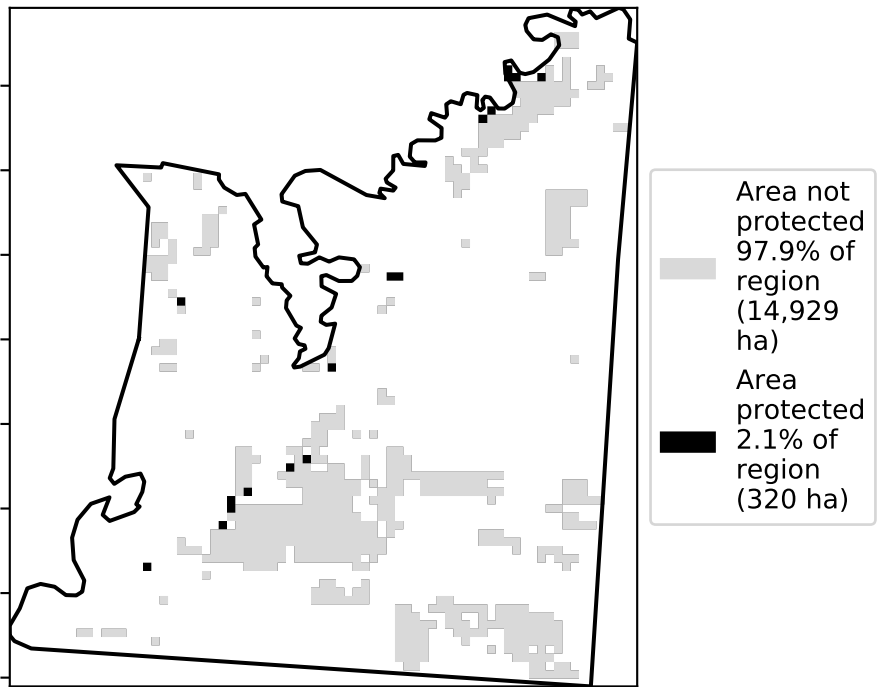 Area not
protected
97.9% of
region
(14,929
ha)
Area
protected
2.1% of
region
(320 ha)